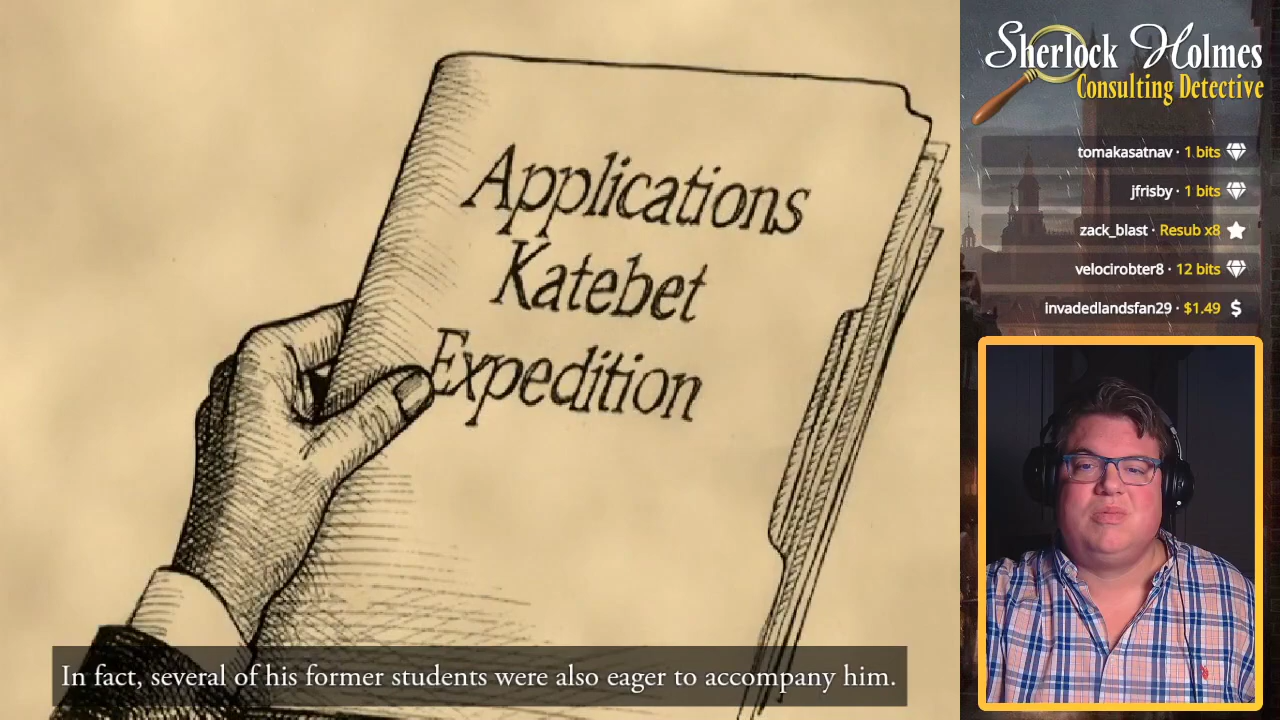 Applications
Katebet
Expedition
In fact, several of his former students were also eager to accompany him.
Sherlock Holmes
Consulting Detective
tomakasatnav · 1 bits
jfrisby · 1 bits
zack_blast · Resub x8
velocirobter8 · 12 bits
invadedlandsfan29 · $1.49